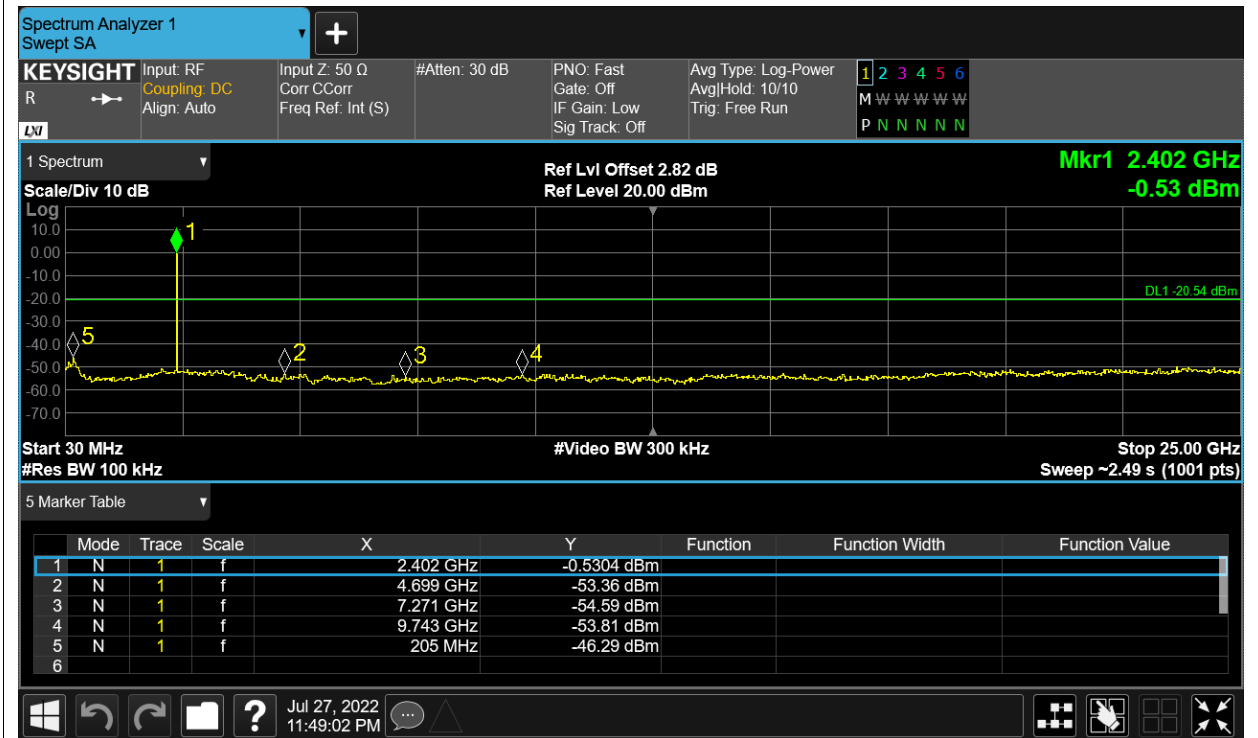 Spectrum Analyzer 1
Swept SA
+
KEYSIGHT
R
LXI
Input: RF
Coupling: DC
Align: Auto
Input Z: 50 Ω
Corr CCorr
Freq Ref: Int (S)
#Atten: 30 dB
PNO: Fast
Gate: Off
IF Gain: Low
Sig Track: Off
Avg Type: Log-Power
Avg|Hold: 10/10
Trig: Free Run
1 2 3 4 5 6
M W W W W W
P N N N N N
1 Spectrum
Scale/Div 10 dB
Ref Lvl Offset 2.82 dB
Ref Level 20.00 dBm
Mkr1 2.402 GHz
-0.53 dBm
Log
10.0
0.00
-10.0
-20.0
-30.0
-40.0
-50.0
-60.0
-70.0
1
DL1 -20.54 dBm
5
2
3
4
Start 30 MHz
#Res BW 100 kHz
#Video BW 300 kHz
Stop 25.00 GHz
Sweep ~2.49 s (1001 pts)
5 Marker Table
Mode Trace Scale X Y Function Function Width Function Value
1 N 1 f 2.402 GHz -0.5304 dBm
2 N 1 f 4.699 GHz -53.36 dBm
3 N 1 f 7.271 GHz -54.59 dBm
4 N 1 f 9.743 GHz -53.81 dBm
5 N 1 f 205 MHz -46.29 dBm
6
?
Jul 27, 2022
11:49:02 PM